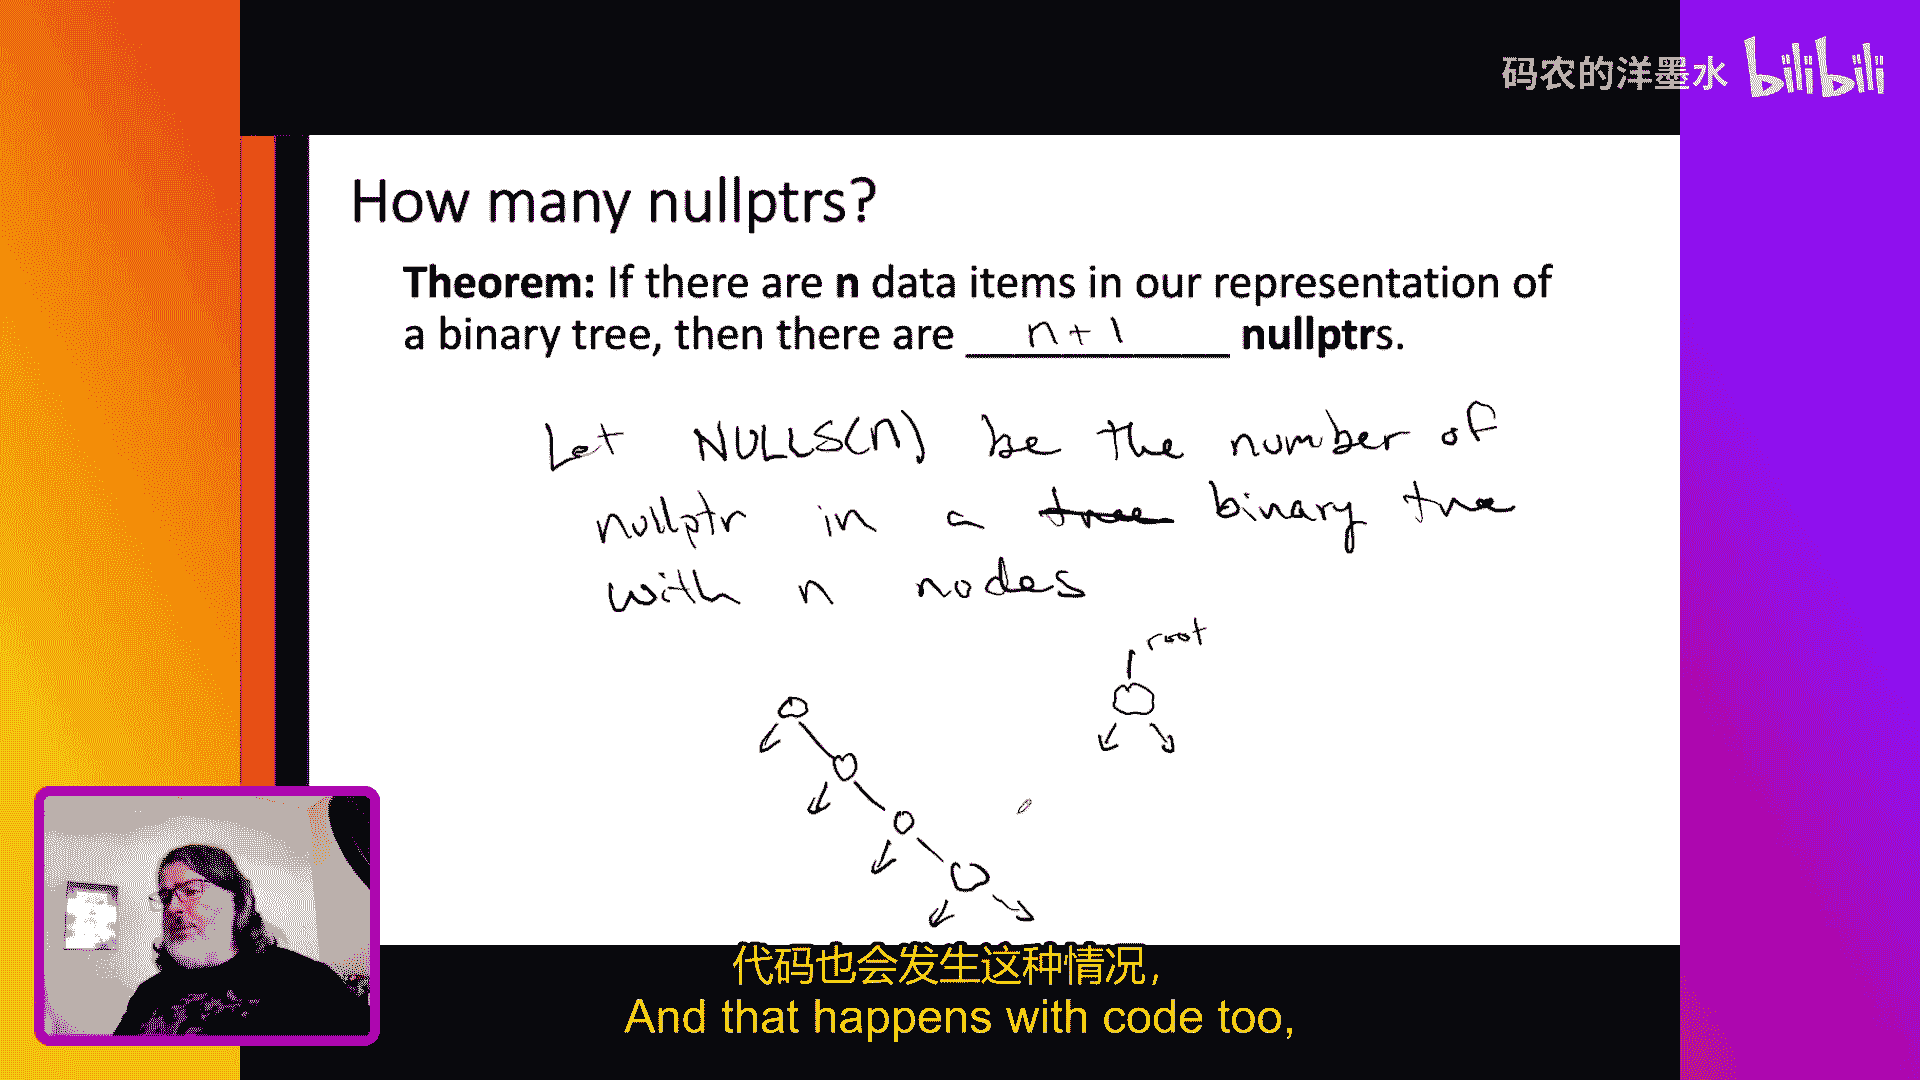 码农的洋墨水 bilibili
How many nullptrs?
Theorem: If there are n data items in our representation of
a binary tree, then there are n+1 nullptrs.
Let NULLS(n) be the number of
nullptr in a tree binary tree
with n nodes
root
代码也会发生这种情况，
And that happens with code too,